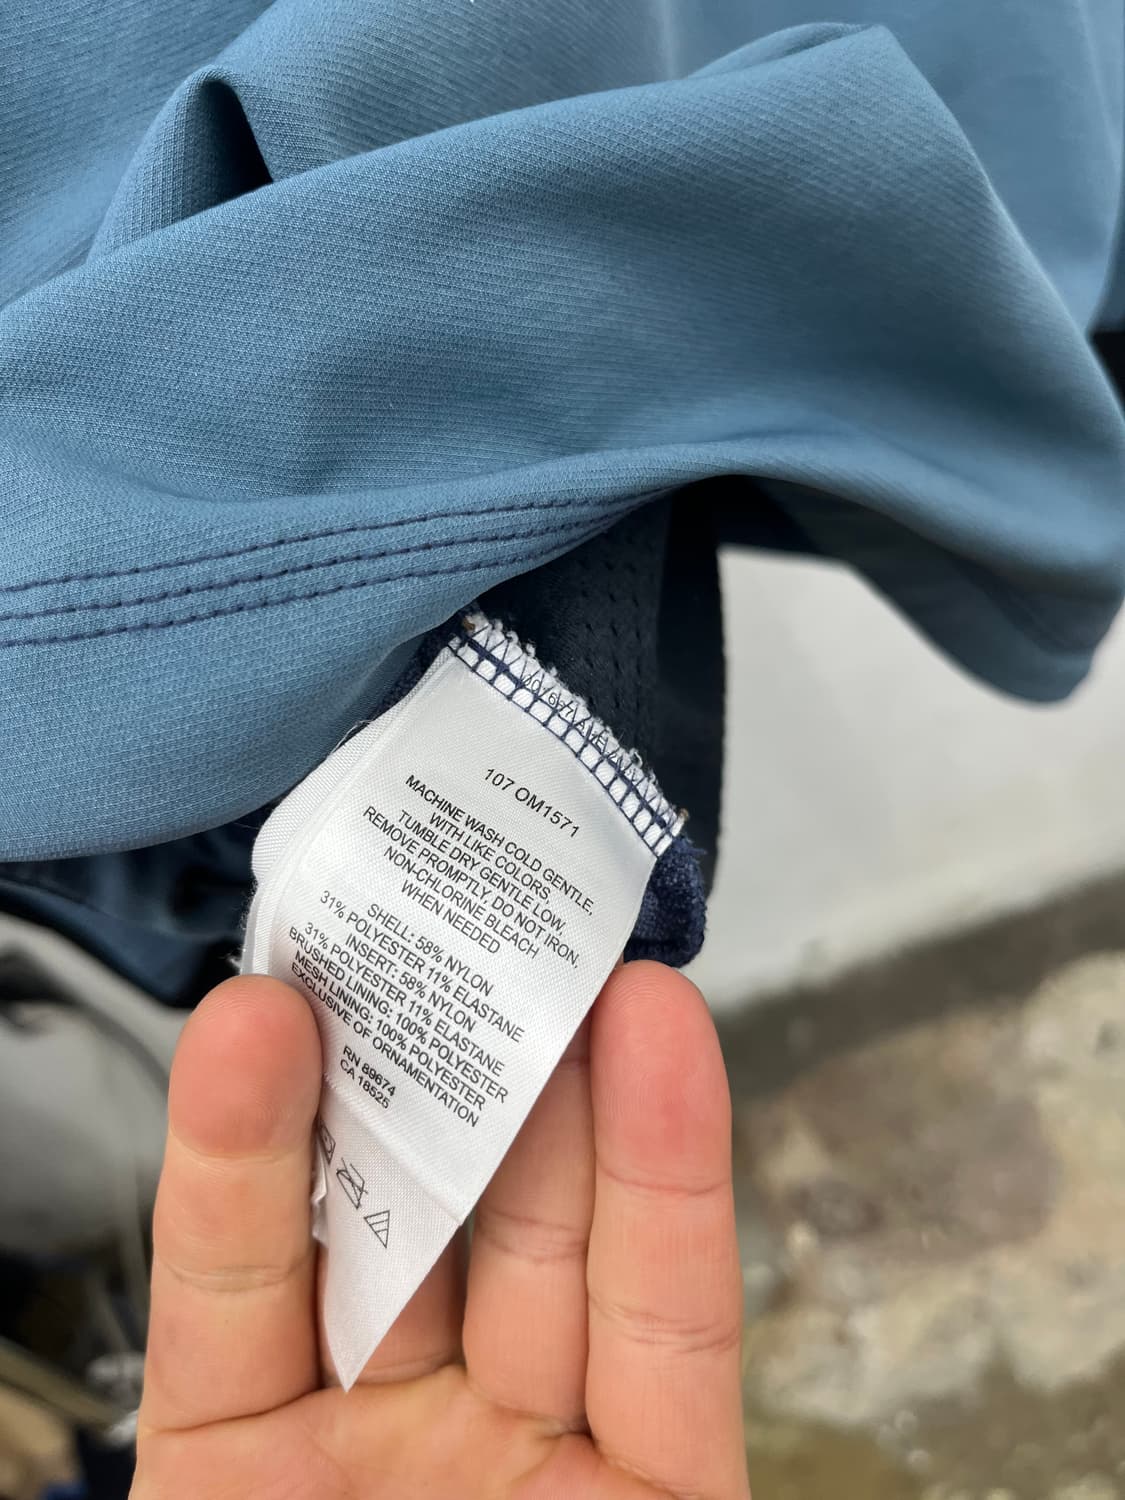 107 OM1571
MACHINE WASH COLD GENTLE,
WITH LIKE COLORS,
TUMBLE DRY GENTLE LOW,
REMOVE PROMPTLY, DO NOT IRON,
NON-CHLORINE BLEACH
WHEN NEEDED
SHELL: 58% NYLON
31% POLYESTER 11% ELASTANE
INSERT: 58% NYLON
31% POLYESTER 11% ELASTANE
BRUSHED LINING: 100% POLYESTER
MESH LINING: 100% POLYESTER
EXCLUSIVE OF ORNAMENTATION
RN 89674
CA 18525